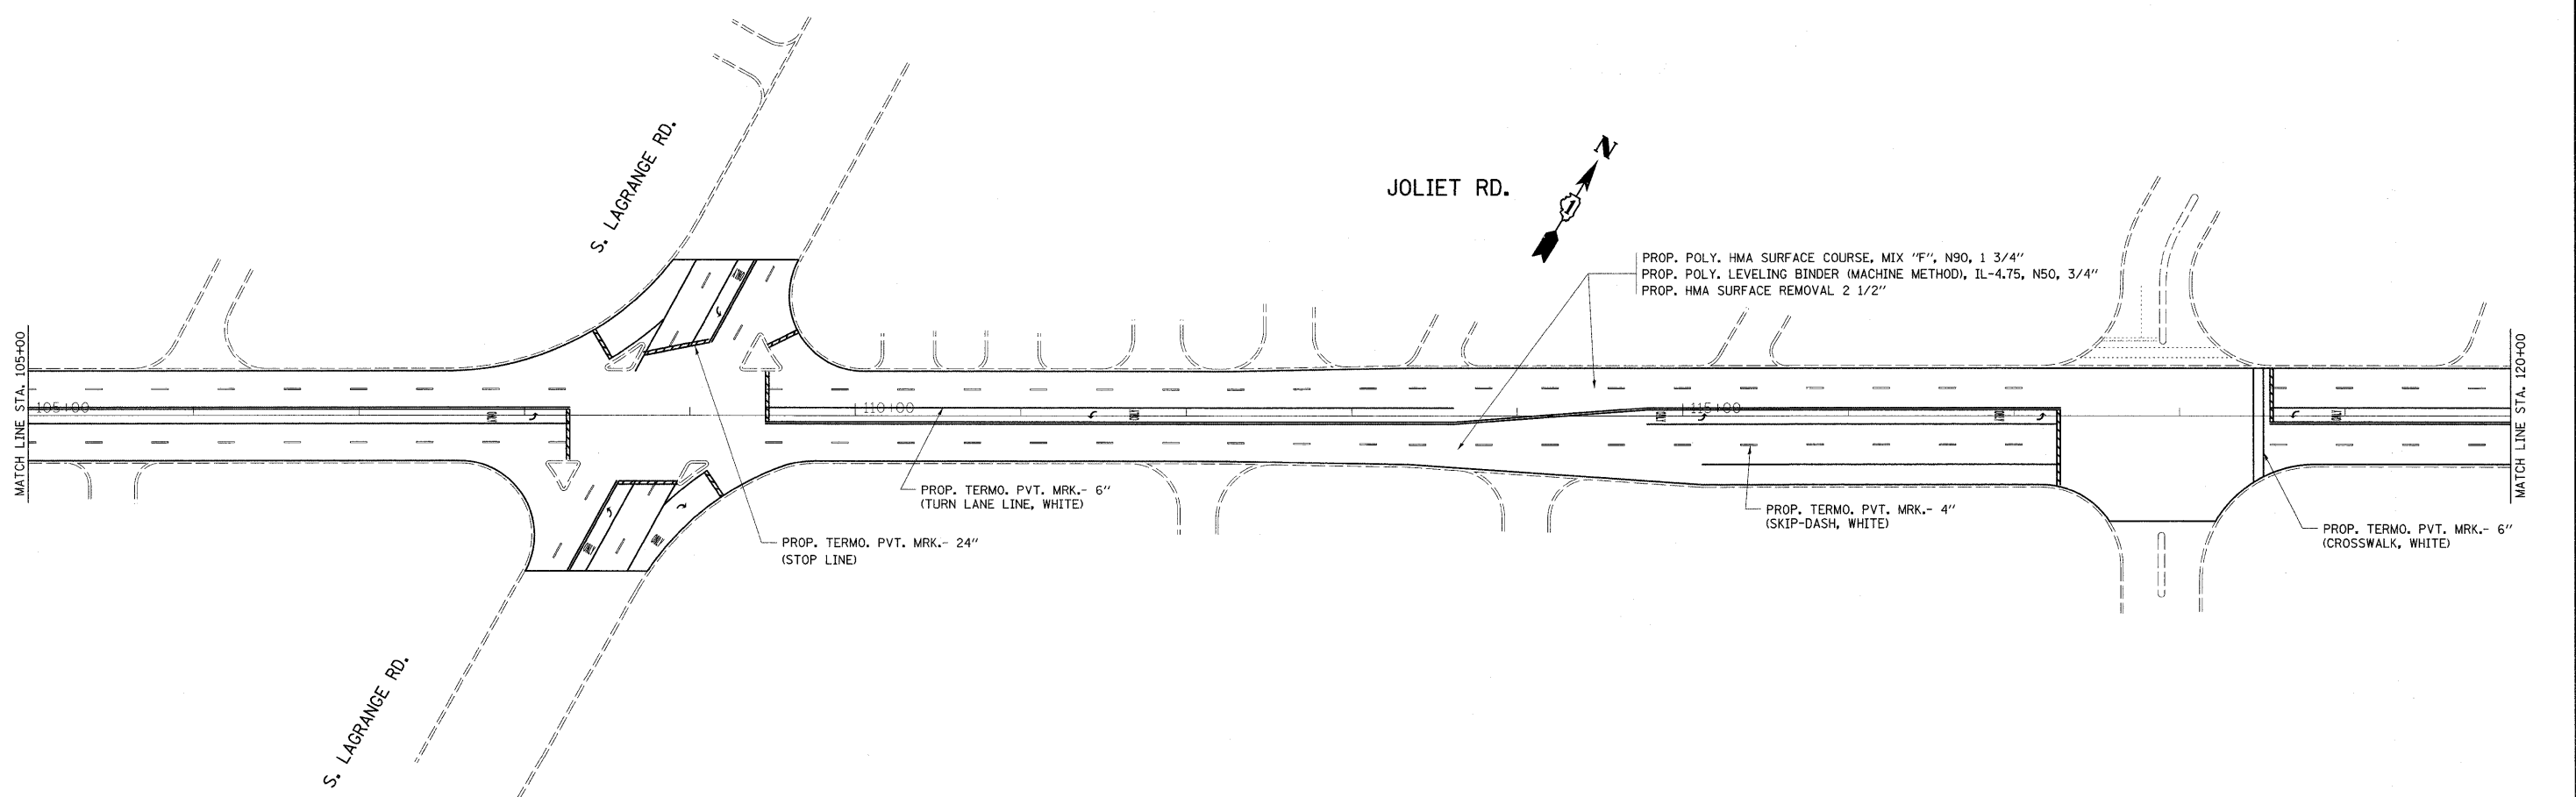 S. LAGRANGE RD.
JOLIET RD.
N
1
PROP. POLY. HMA SURFACE COURSE, MIX "F", N90, 1 3/4"
PROP. POLY. LEVELING BINDER (MACHINE METHOD), IL-4.75, N50, 3/4"
PROP. HMA SURFACE REMOVAL 2 1/2"
MATCH LINE STA. 105+00
MATCH LINE STA. 120+00
105+00
110+00
115+00
ONLY
ONLY
PROP. TERMO. PVT. MRK.- 6"
(TURN LANE LINE, WHITE)
PROP. TERMO. PVT. MRK.- 4"
(SKIP-DASH, WHITE)
PROP. TERMO. PVT. MRK.- 6"
(CROSSWALK, WHITE)
PROP. TERMO. PVT. MRK.- 24"
(STOP LINE)
S. LAGRANGE RD.